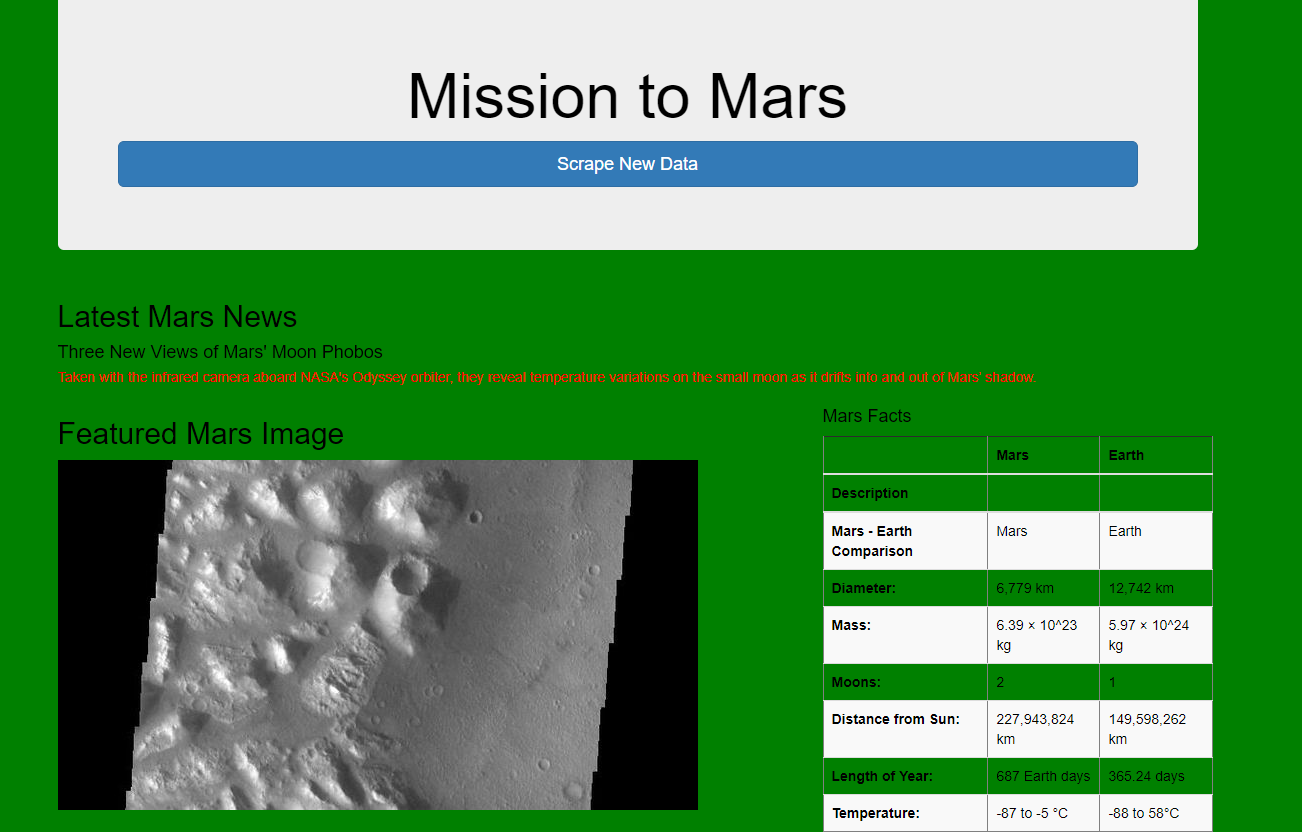 Mission to Mars
Scrape New Data
Latest Mars News
Three New Views of Mars' Moon Phobos
Taken with the infrared camera aboard NASA's Odyssey orbiter, they reveal temperature variations on the small moon as it drifts into and out of Mars' shadow.
Featured Mars Image
Mars Facts
Mars Earth
Description
Mars - Earth Mars Earth
Comparison
Diameter: 6,779 km 12,742 km
Mass: 6.39 × 10^23 5.97 × 10^24
kg kg
Moons: 2 1
Distance from Sun: 227,943,824 149,598,262
km km
Length of Year: 687 Earth days 365.24 days
Temperature: -87 to -5 °C -88 to 58°C